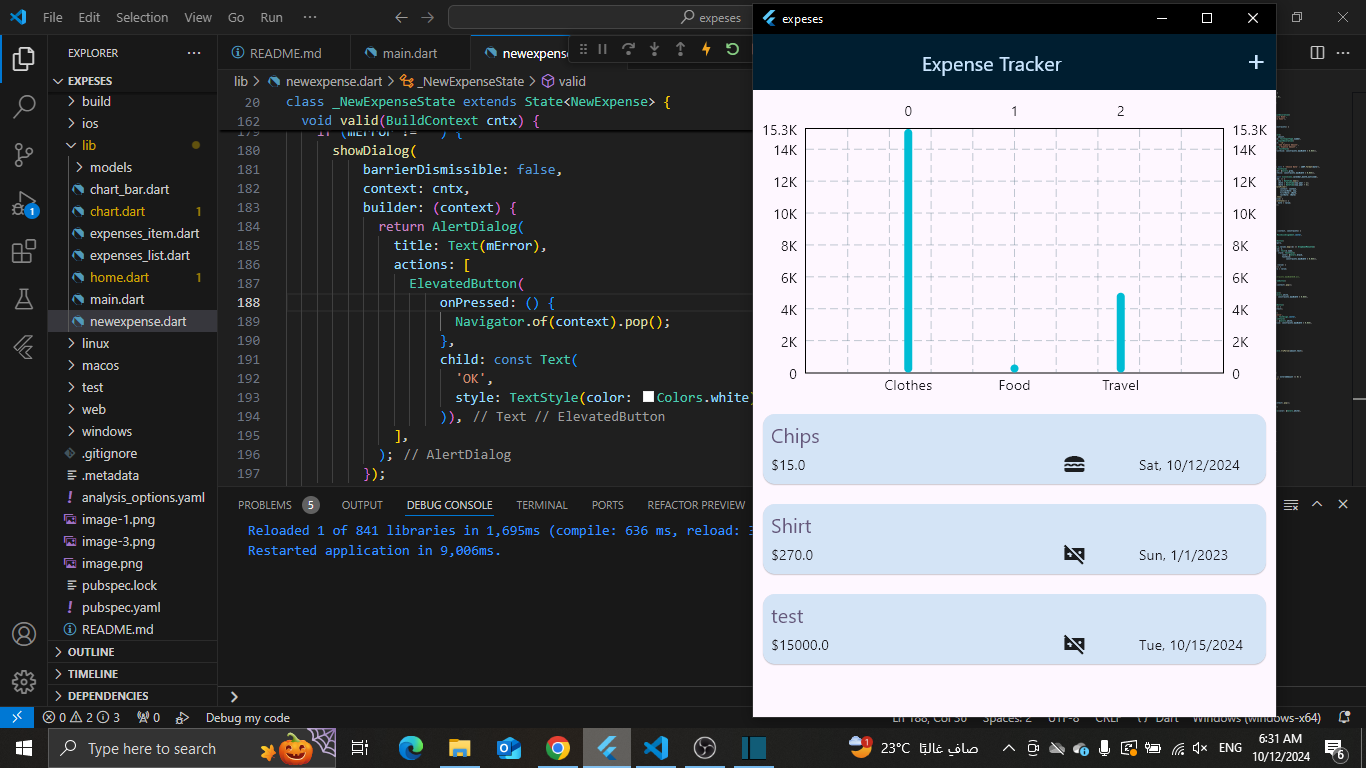 File Edit Selection View Go Run ··· expeses
EXPLORER ···
EXPESES
build
ios
lib
models
chart_bar.dart
chart.dart 1
expenses_item.dart
expenses_list.dart
home.dart 1
main.dart
newexpense.dart
linux
macos
test
web
windows
.gitignore
.metadata
analysis_options.yaml
image-1.png
image-3.png
image.png
pubspec.lock
pubspec.yaml
README.md
OUTLINE
TIMELINE
DEPENDENCIES
1
README.md main.dart newexpens
lib > newexpense.dart > _NewExpenseState > valid
20 class _NewExpenseState extends State<NewExpense> {
162 void valid(BuildContext cntx) {
180 showDialog(
181 barrierDismissible: false,
182 context: cntx,
183 builder: (context) {
184 return AlertDialog(
185 title: Text(mError),
186 actions: [
187 ElevatedButton(
188 onPressed: () {
189 Navigator.of(context).pop();
190 },
191 child: const Text(
192 'OK',
193 style: TextStyle(color: Colors.white)
194 )), // Text // ElevatedButton
195 ],
196 ); // AlertDialog
197 });
PROBLEMS 5 OUTPUT DEBUG CONSOLE TERMINAL PORTS REFACTOR PREVIEW
Reloaded 1 of 841 libraries in 1,695ms (compile: 636 ms, reload: 3
Restarted application in 9,006ms.
expeses
Expense Tracker
0 1 2
15.3K 15.3K
14K 14K
12K 12K
10K 10K
8K 8K
6K 6K
4K 4K
2K 2K
0 0
Clothes Food Travel
Chips
$15.0 Sat, 10/12/2024
Shirt
$270.0 Sun, 1/1/2023
test
$15000.0 Tue, 10/15/2024
0 2 3 0 Debug my code
Ln 188, Col 36 Spaces: 2 UTF-8 CRLF {} Dart Windows (windows-x64)
Type here to search
1 23°C صافٍ غالبًا ENG 6:31 AM
10/12/2024 6